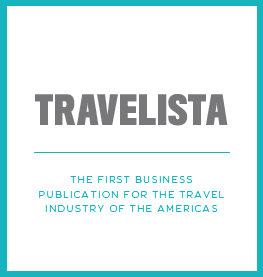 TRAVELISTA
THE FIRST BUSINESS
PUBLICATION FOR THE TRAVEL
INDUSTRY OF THE AMERICAS